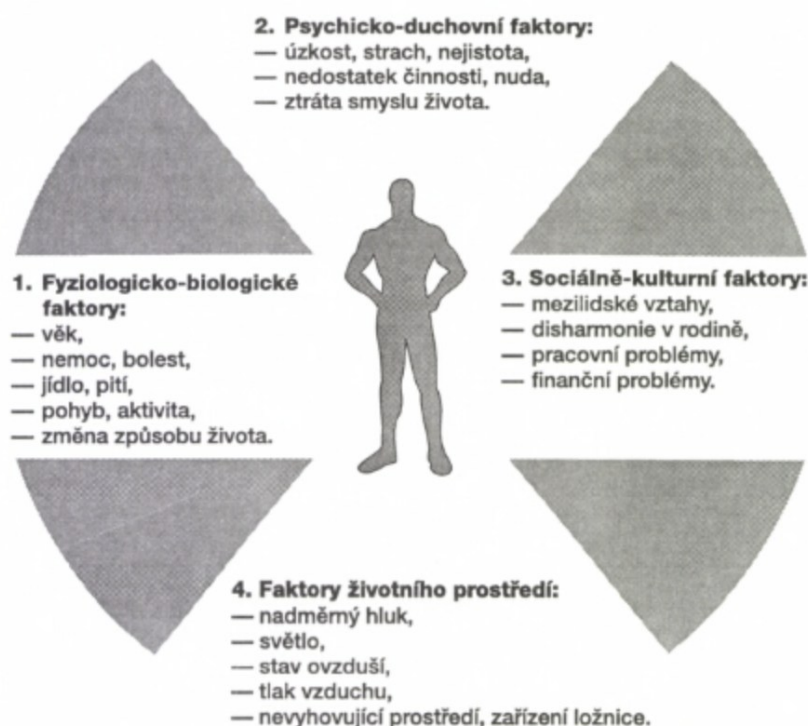 2. Psychicko-duchovní faktory:
— úzkost, strach, nejistota,
— nedostatek činnosti, nuda,
— ztráta smyslu života.
1. Fyziologicko-biologické
faktory:
— věk,
— nemoc, bolest,
— jídlo, pití,
— pohyb, aktivita,
— změna způsobu života.
3. Sociálně-kulturní faktory:
— mezilidské vztahy,
— disharmonie v rodině,
— pracovní problémy,
— finanční problémy.
4. Faktory životního prostředí:
— nadměrný hluk,
— světlo,
— stav ovzduší,
— tlak vzduchu,
— nevyhovující prostředí, zařízení ložnice.